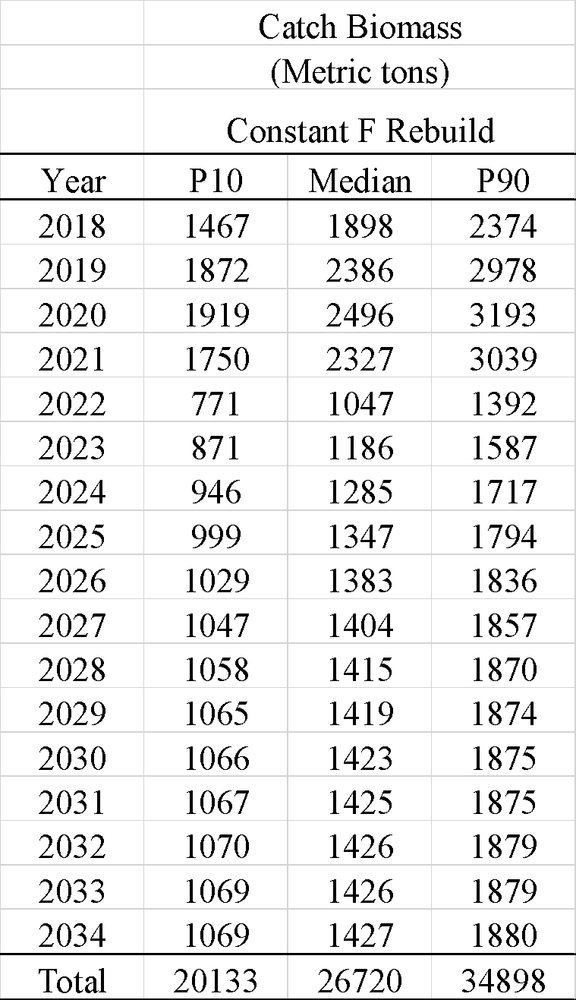 Catch Biomass
(Metric tons)
Constant F Rebuild
Year P10 Median P90
2018 1467 1898 2374
2019 1872 2386 2978
2020 1919 2496 3193
2021 1750 2327 3039
2022 771 1047 1392
2023 871 1186 1587
2024 946 1285 1717
2025 999 1347 1794
2026 1029 1383 1836
2027 1047 1404 1857
2028 1058 1415 1870
2029 1065 1419 1874
2030 1066 1423 1875
2031 1067 1425 1875
2032 1070 1426 1879
2033 1069 1426 1879
2034 1069 1427 1880
Total 20133 26720 34898